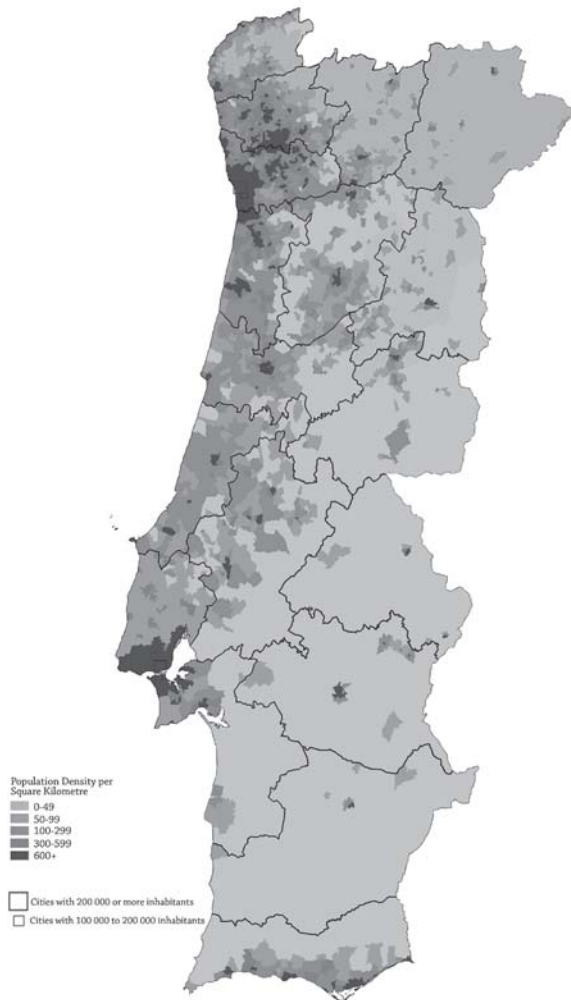 Population Density per
Square Kilometre
0-49
50-99
100-299
300-599
600+
Cities with 200 000 or more inhabitants
Cities with 100 000 to 200 000 inhabitants